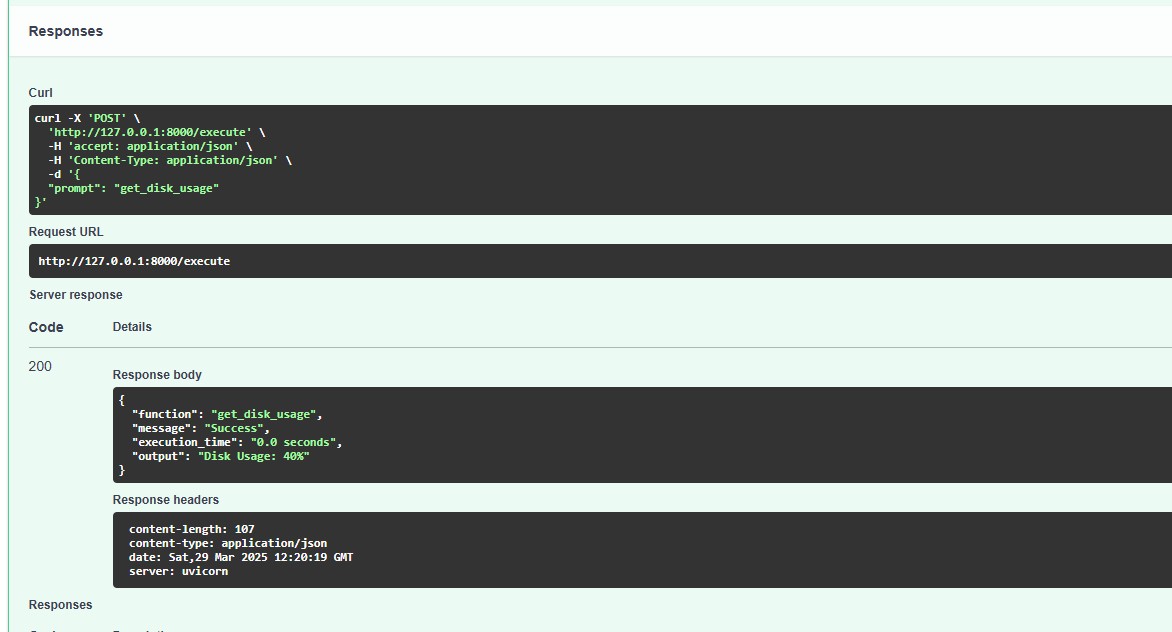 Responses
Curl
curl -X 'POST' \
  'http://127.0.0.1:8000/execute' \
  -H 'accept: application/json' \
  -H 'Content-Type: application/json' \
  -d '{
  "prompt": "get_disk_usage"
}'
Request URL
http://127.0.0.1:8000/execute
Server response
Code Details
200
Response body
{
  "function": "get_disk_usage",
  "message": "Success",
  "execution_time": "0.0 seconds",
  "output": "Disk Usage: 40%"
}
Response headers
content-length: 107
content-type: application/json
date: Sat,29 Mar 2025 12:20:19 GMT
server: uvicorn
Responses